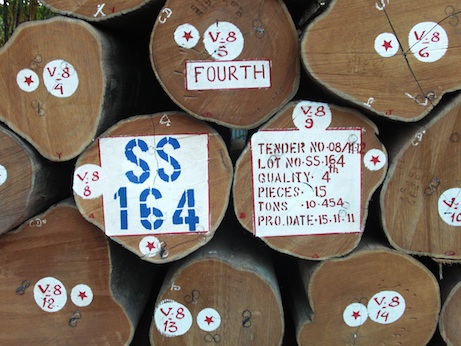 V-8
4
V-8
5
FOURTH
V-8
6
V-8
8
SS
164
V-8
9
TENDER NO-08/
LOT NO-SS-164
QUALITY- 4th
PIECES- 15
TONS -10.454
PRO.DATE-15-11-11
V-8
10
V-8
12
V-8
13
V-8
14